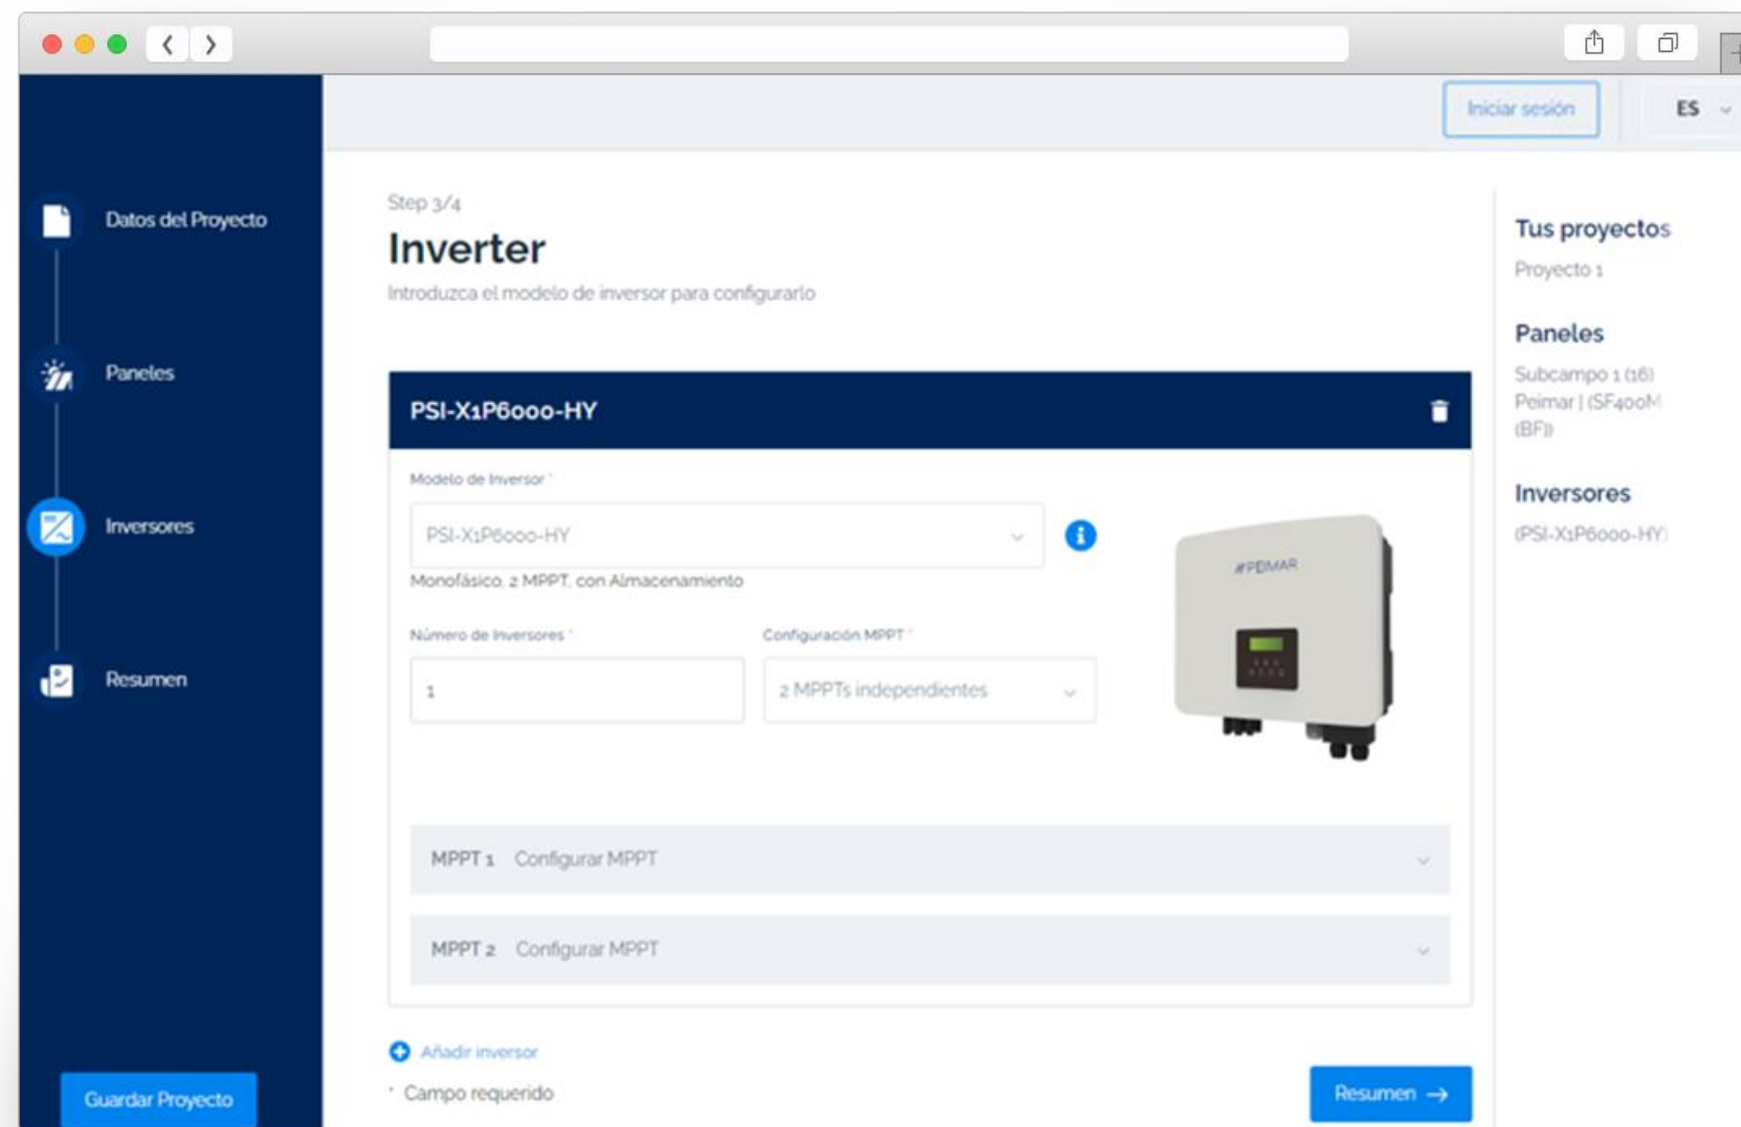 Iniciar sesión
ES
Datos del Proyecto
Paneles
Inversores
Resumen
Guardar Proyecto
Step 3/4
Inverter
Introduzca el modelo de inversor para configurarlo
PSI-X1P6000-HY
Modelo de Inversor *
PSI-X1P6000-HY
Monofásico, 2 MPPT, con Almacenamiento
Número de Inversores *
Configuración MPPT *
1
2 MPPTs independientes
PEIMAR
MPPT 1 Configurar MPPT
MPPT 2 Configurar MPPT
Añadir inversor
* Campo requerido
Resumen →
Tus proyectos
Proyecto 1
Paneles
Subcampo 1 (16)
Peimar | (SF400M
(BF))
Inversores
(PSI-X1P6000-HY)